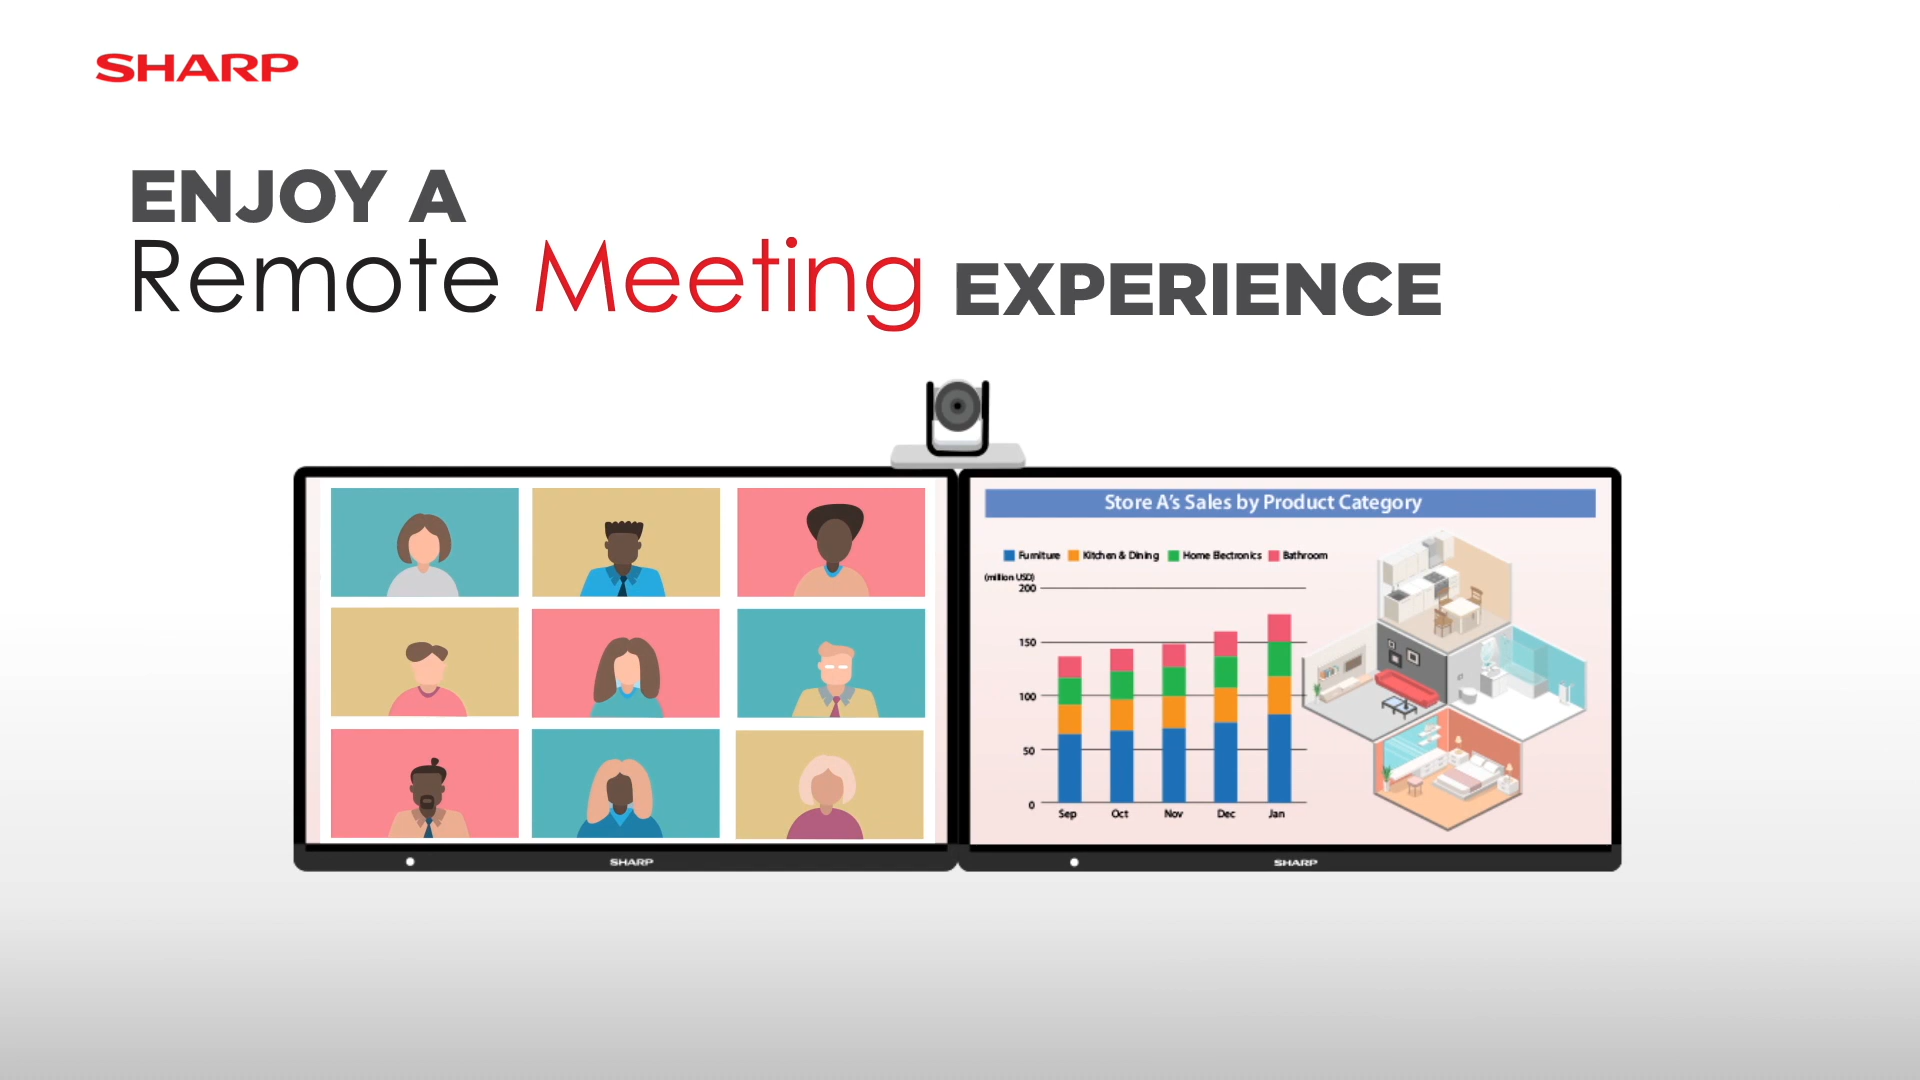 SHARP
ENJOY A
Remote Meeting EXPERIENCE
Store A's Sales by Product Category
Furniture Kitchen & Dining Home Electronics Bathroom
(million USD)
200
150
100
50
0
Sep Oct Nov Dec Jan
SHARP
SHARP